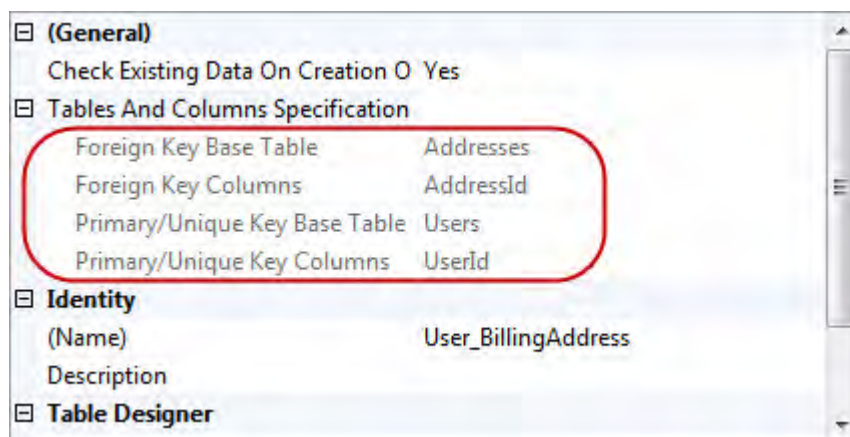 (General)
Check Existing Data On Creation O Yes
Tables And Columns Specification
Foreign Key Base Table Addresses
Foreign Key Columns AddressId
Primary/Unique Key Base Table Users
Primary/Unique Key Columns UserId
Identity
(Name) User_BillingAddress
Description
Table Designer